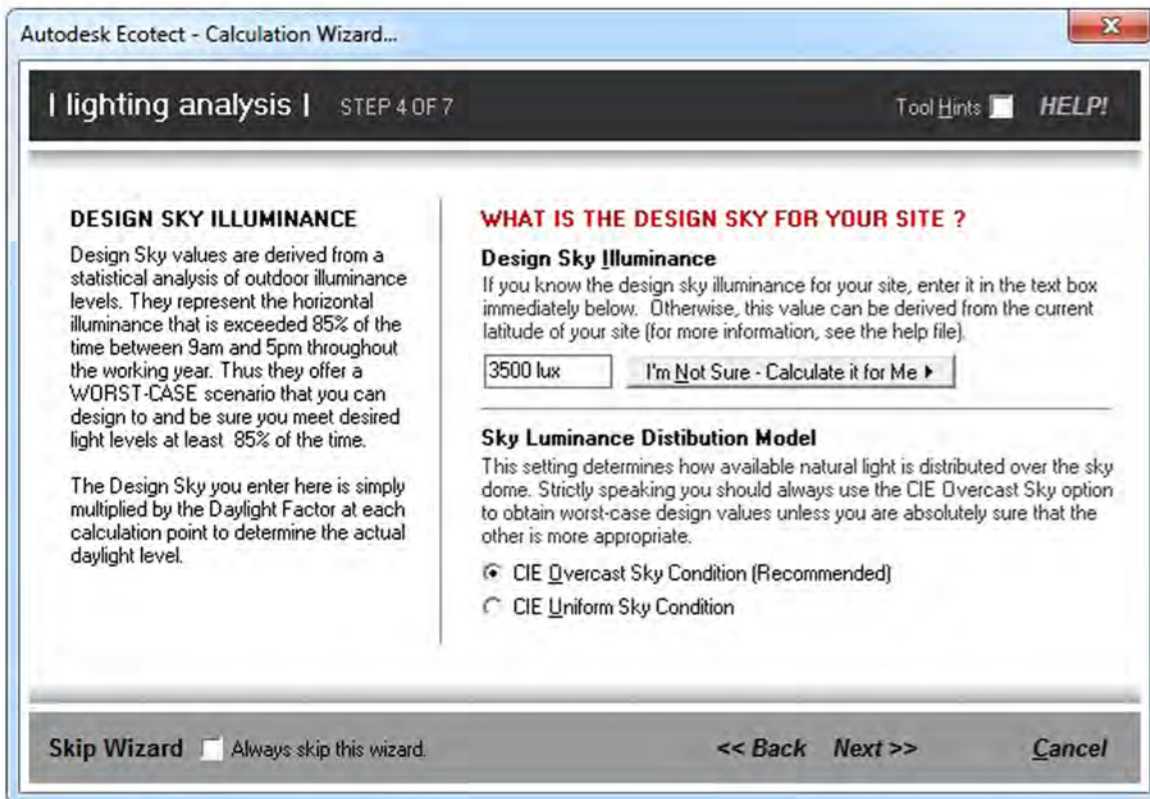 Autodesk Ecotect - Calculation Wizard...
| lighting analysis | STEP 4 OF 7
Tool Hints HELP!
DESIGN SKY ILLUMINANCE
Design Sky values are derived from a
statistical analysis of outdoor illuminance
levels. They represent the horizontal
illuminance that is exceeded 85% of the
time between 9am and 5pm throughout
the working year. Thus they offer a
WORST-CASE scenario that you can
design to and be sure you meet desired
light levels at least 85% of the time.
The Design Sky you enter here is simply
multiplied by the Daylight Factor at each
calculation point to determine the actual
daylight level.
WHAT IS THE DESIGN SKY FOR YOUR SITE ?
Design Sky Illuminance
If you know the design sky illuminance for your site, enter it in the text box
immediately below. Otherwise, this value can be derived from the current
latitude of your site (for more information, see the help file).
3500 lux
I'm Not Sure - Calculate it for Me
Sky Luminance Distibution Model
This setting determines how available natural light is distributed over the sky
dome. Strictly speaking you should always use the CIE Overcast Sky option
to obtain worst-case design values unless you are absolutely sure that the
other is more appropriate.
CIE Overcast Sky Condition (Recommended)
CIE Uniform Sky Condition
Skip Wizard Always skip this wizard.
<< Back Next >> Cancel